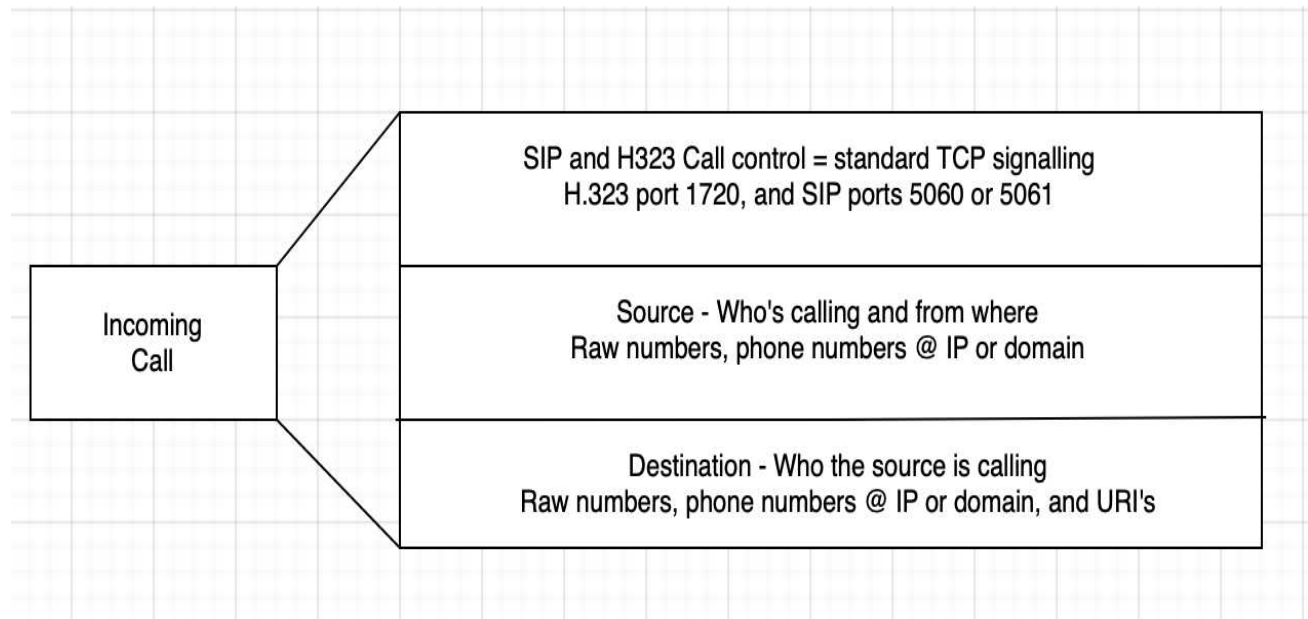 Incoming
Call
SIP and H323 Call control = standard TCP signalling
H.323 port 1720, and SIP ports 5060 or 5061
Source - Who's calling and from where
Raw numbers, phone numbers @ IP or domain
Destination - Who the source is calling
Raw numbers, phone numbers @ IP or domain, and URI's